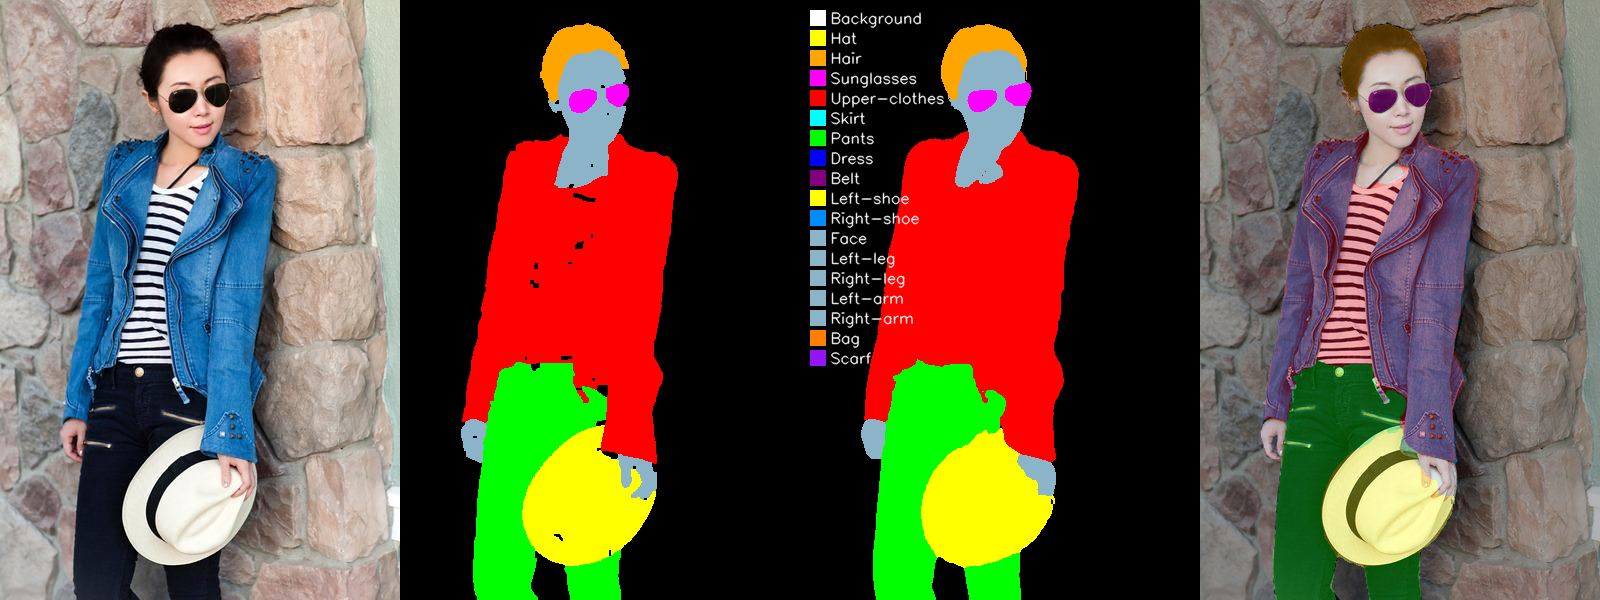 Background
Hat
Hair
Sunglasses
Upper-clothes
Skirt
Pants
Dress
Belt
Left-shoe
Right-shoe
Face
Left-leg
Right-leg
Left-arm
Right-arm
Bag
Scarf